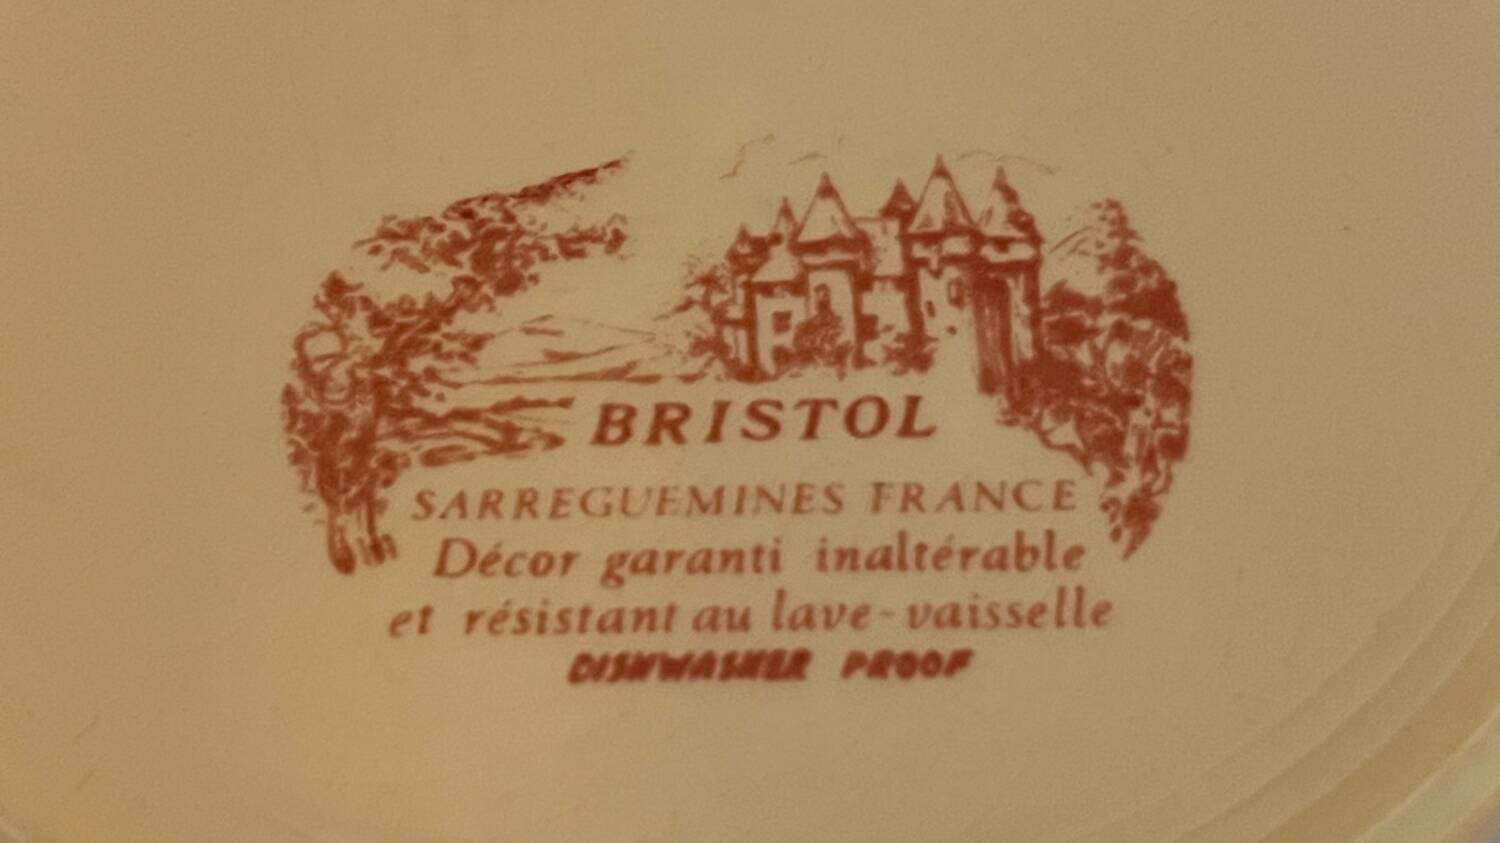 BRISTOL
SARREGUEMINES FRANCE
Décor garanti inaltérable
et résistant au lave-vaisselle
DISHWASHER PROOF